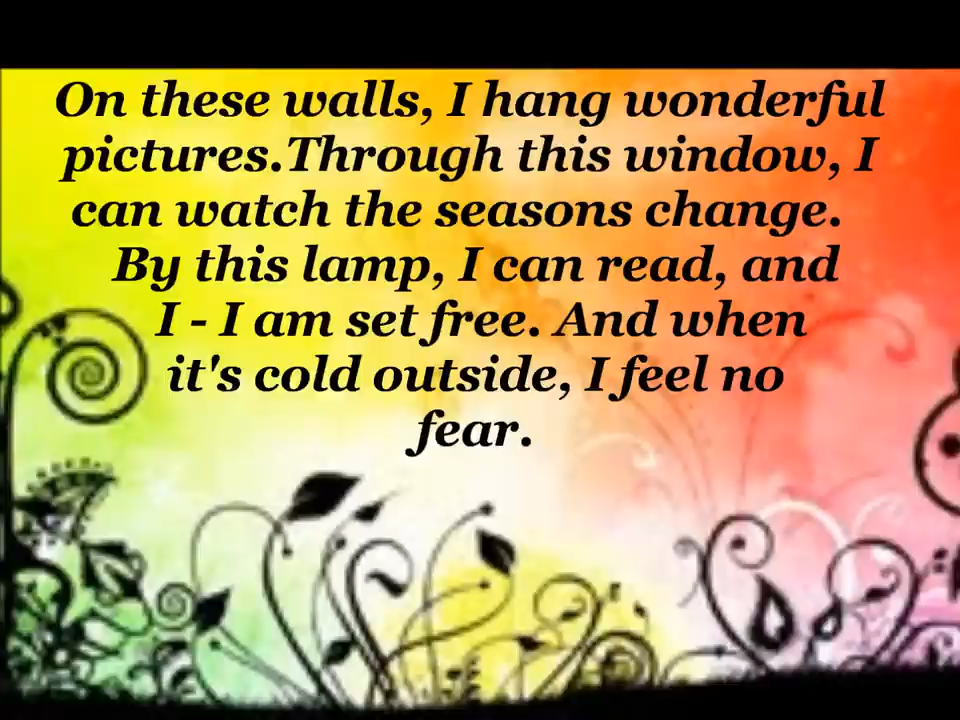 On these walls, I hang wonderful
pictures.Through this window, I
can watch the seasons change.
By this lamp, I can read, and
I - I am set free. And when
it's cold outside, I feel no
fear.